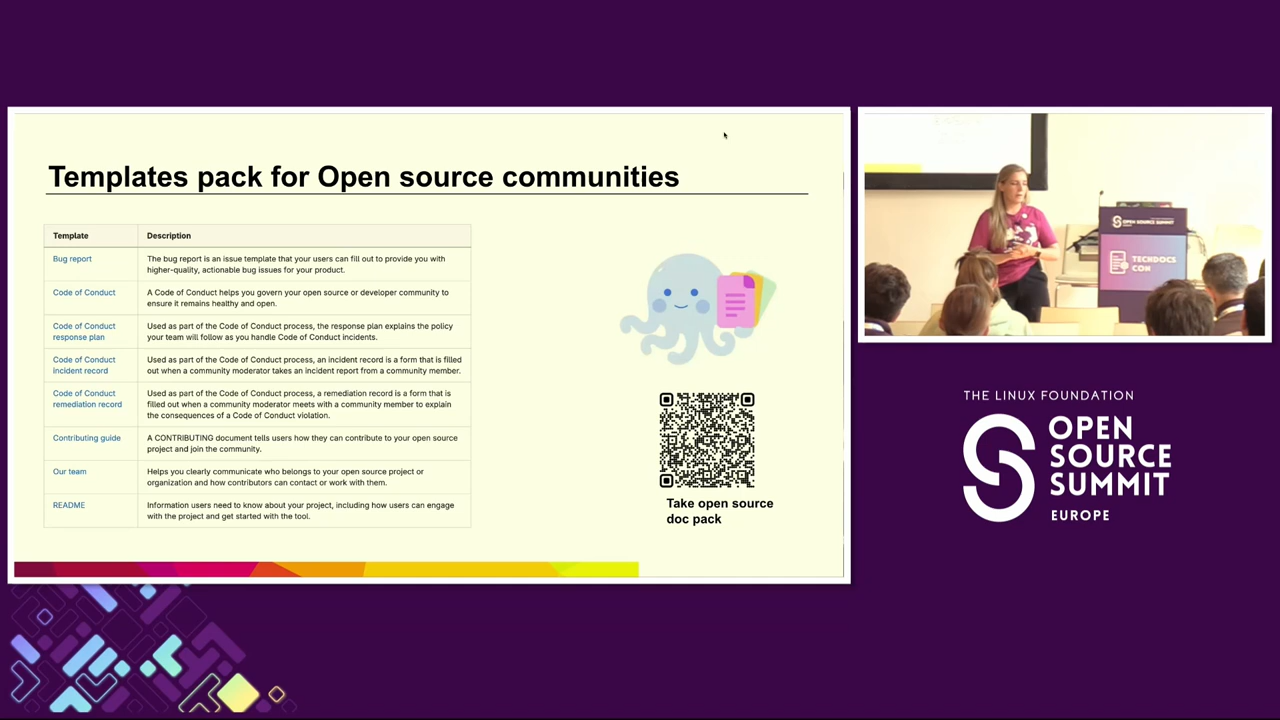 Templates pack for Open source communities
Template Description
Bug report The bug report is an issue template that your users can fill out to provide you with
higher-quality, actionable bug issues for your product.
Code of Conduct A Code of Conduct helps you govern your open source or developer community to
ensure it remains healthy and open.
Code of Conduct Used as part of the Code of Conduct process, the response plan explains the policy
response plan your team will follow as you handle Code of Conduct incidents.
Code of Conduct Used as part of the Code of Conduct process, an incident record is a form that is filled
incident record out when a community moderator takes an incident report from a community member.
Code of Conduct Used as part of the Code of Conduct process, a remediation record is a form that is
remediation record filled out when a community moderator meets with a community member to explain
the consequences of a Code of Conduct violation.
Contributing guide A CONTRIBUTING document tells users how they can contribute to your open source
project and join the community.
Our team Helps you clearly communicate who belongs to your open source project or
organization and how contributors can contact or work with them.
README Information users need to know about your project, including how users can engage
with the project and get started with the tool.
Take open source
doc pack
OPEN SOURCE SUMMIT
TECHDOCS
CON
THE LINUX FOUNDATION
OPEN
SOURCE
SUMMIT
EUROPE